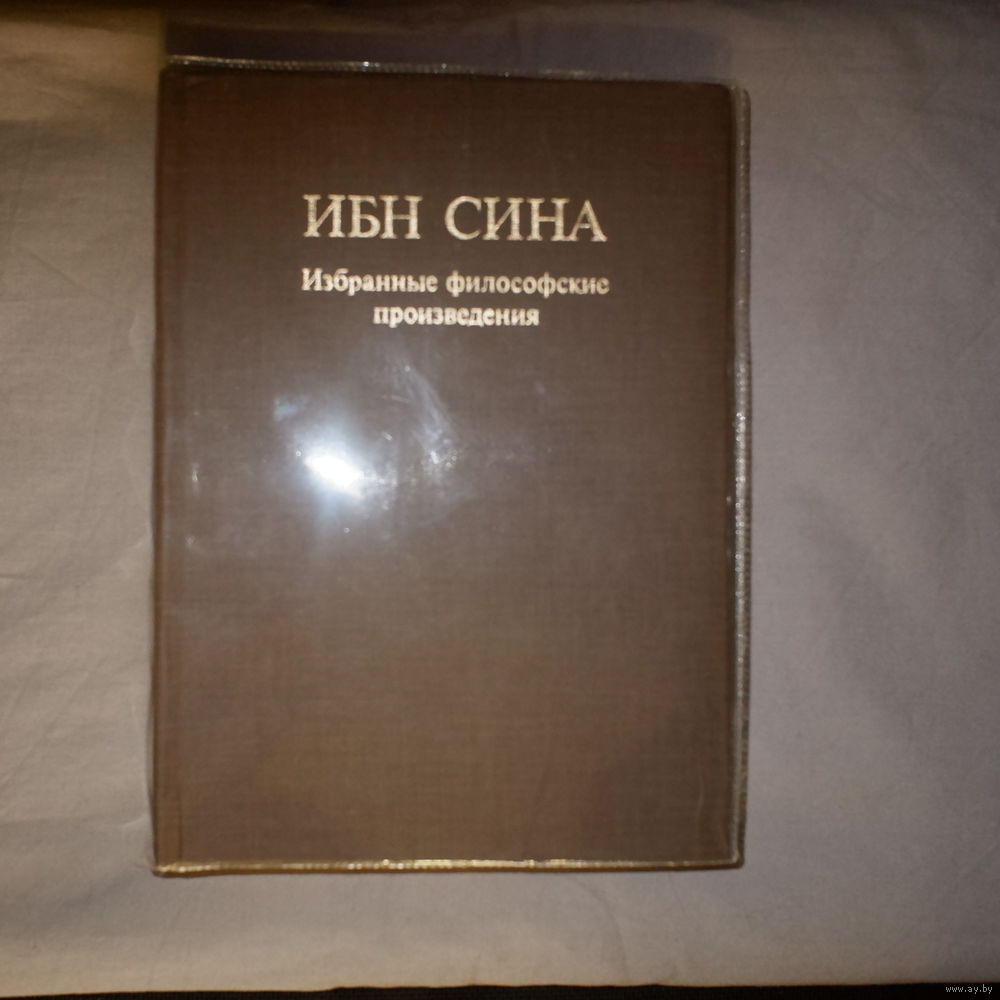 ИБН СИНА
Избранные философские
произведения
www.ay.by